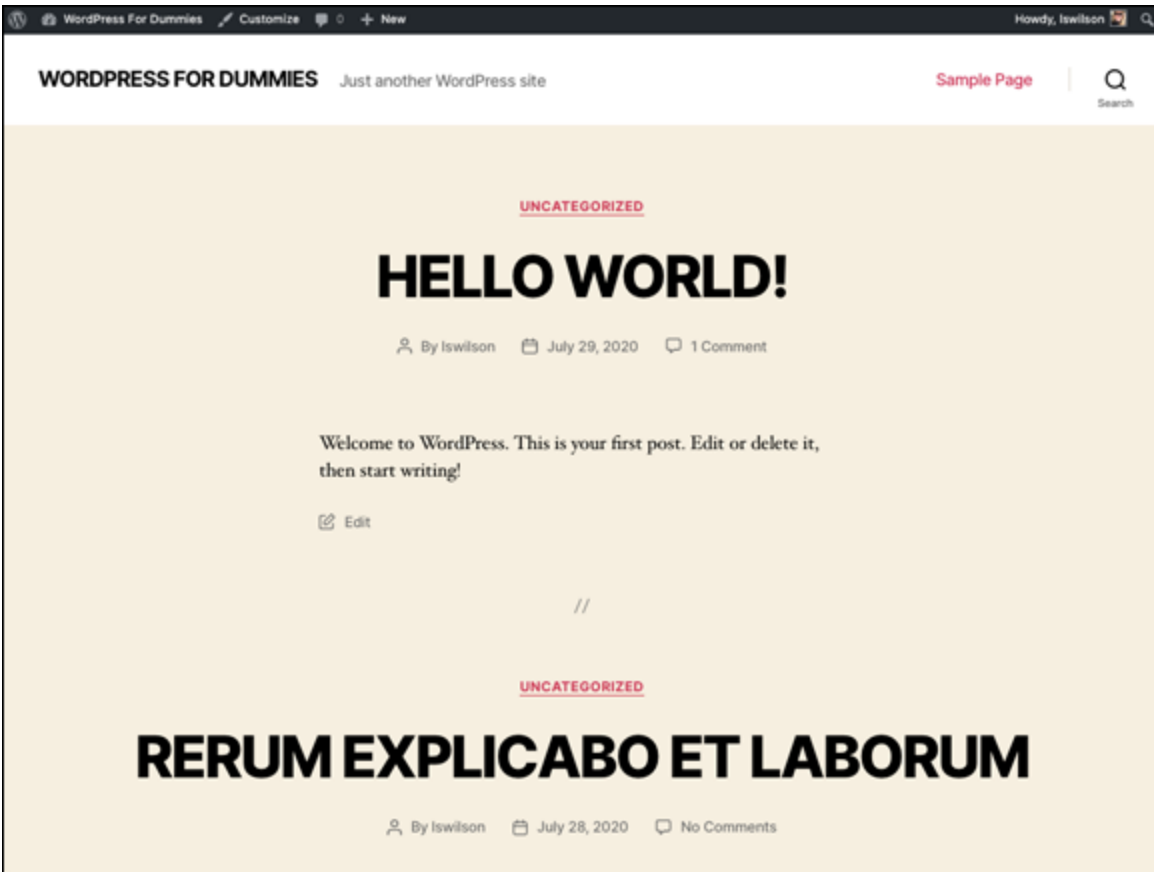 WordPress For Dummies Customize 0 + New Howdy, lswilson
WORDPRESS FOR DUMMIES Just another WordPress site Sample Page
Search
UNCATEGORIZED
HELLO WORLD!
By lswilson July 29, 2020 1 Comment
Welcome to WordPress. This is your first post. Edit or delete it,
then start writing!
Edit
//
UNCATEGORIZED
RERUM EXPLICABO ET LABORUM
By lswilson July 28, 2020 No Comments